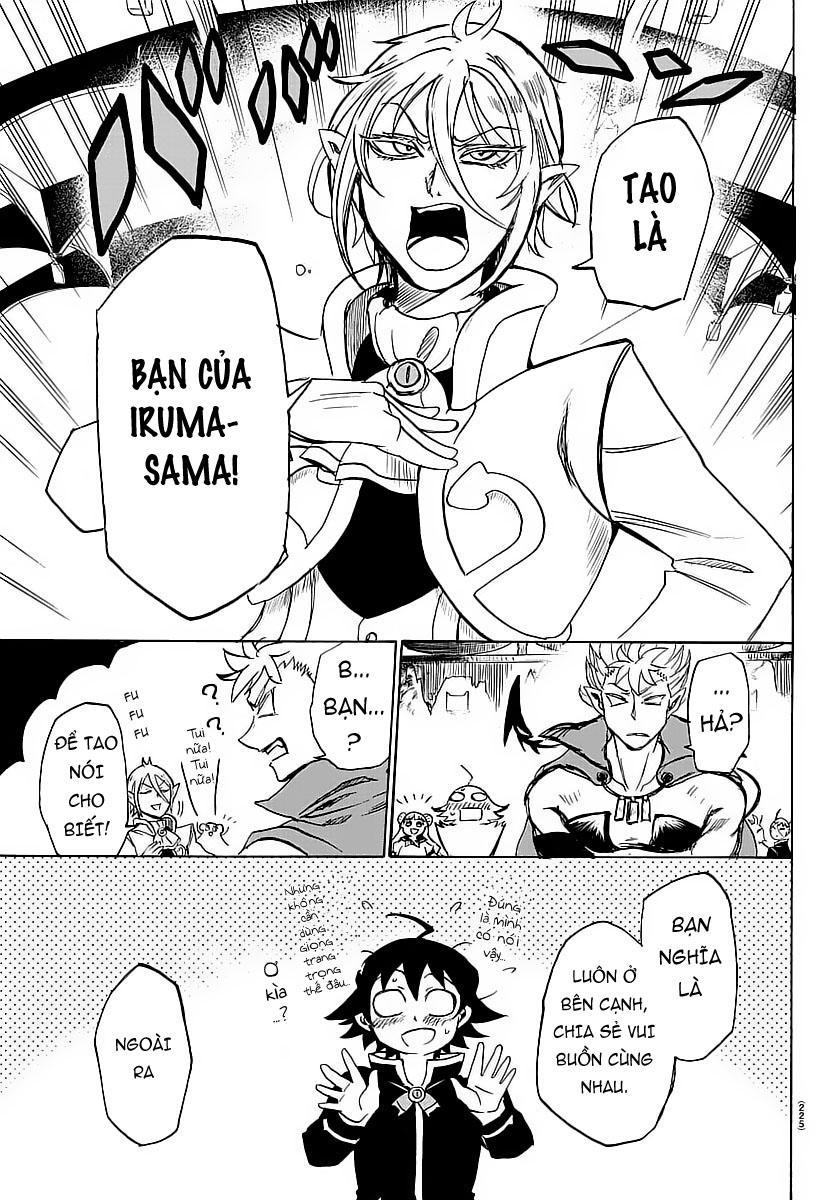 TAO
LÀ
BẠN CỦA
IRUMA-
SAMA!
...
HẢ?
B...
BẠN...
?
?
?
FU
FU
FU
Tui
nữa!
Tui
nữa!
ĐỀ TAO
NÓI
CHO
BIẾT!
BẠN
NGHĨA
LÀ
LUÔN Ở
BÊN CẠNH,
CHIA SẺ VUI
BUỒN CÙNG
NHAU.
Đúng
là mình
có nói
vậy...
Nhưng
không
cần
dùng
giọng
trang
trọng
thế đâu...
Ơ
kìa
...?
NGOÀI
RA
(225)